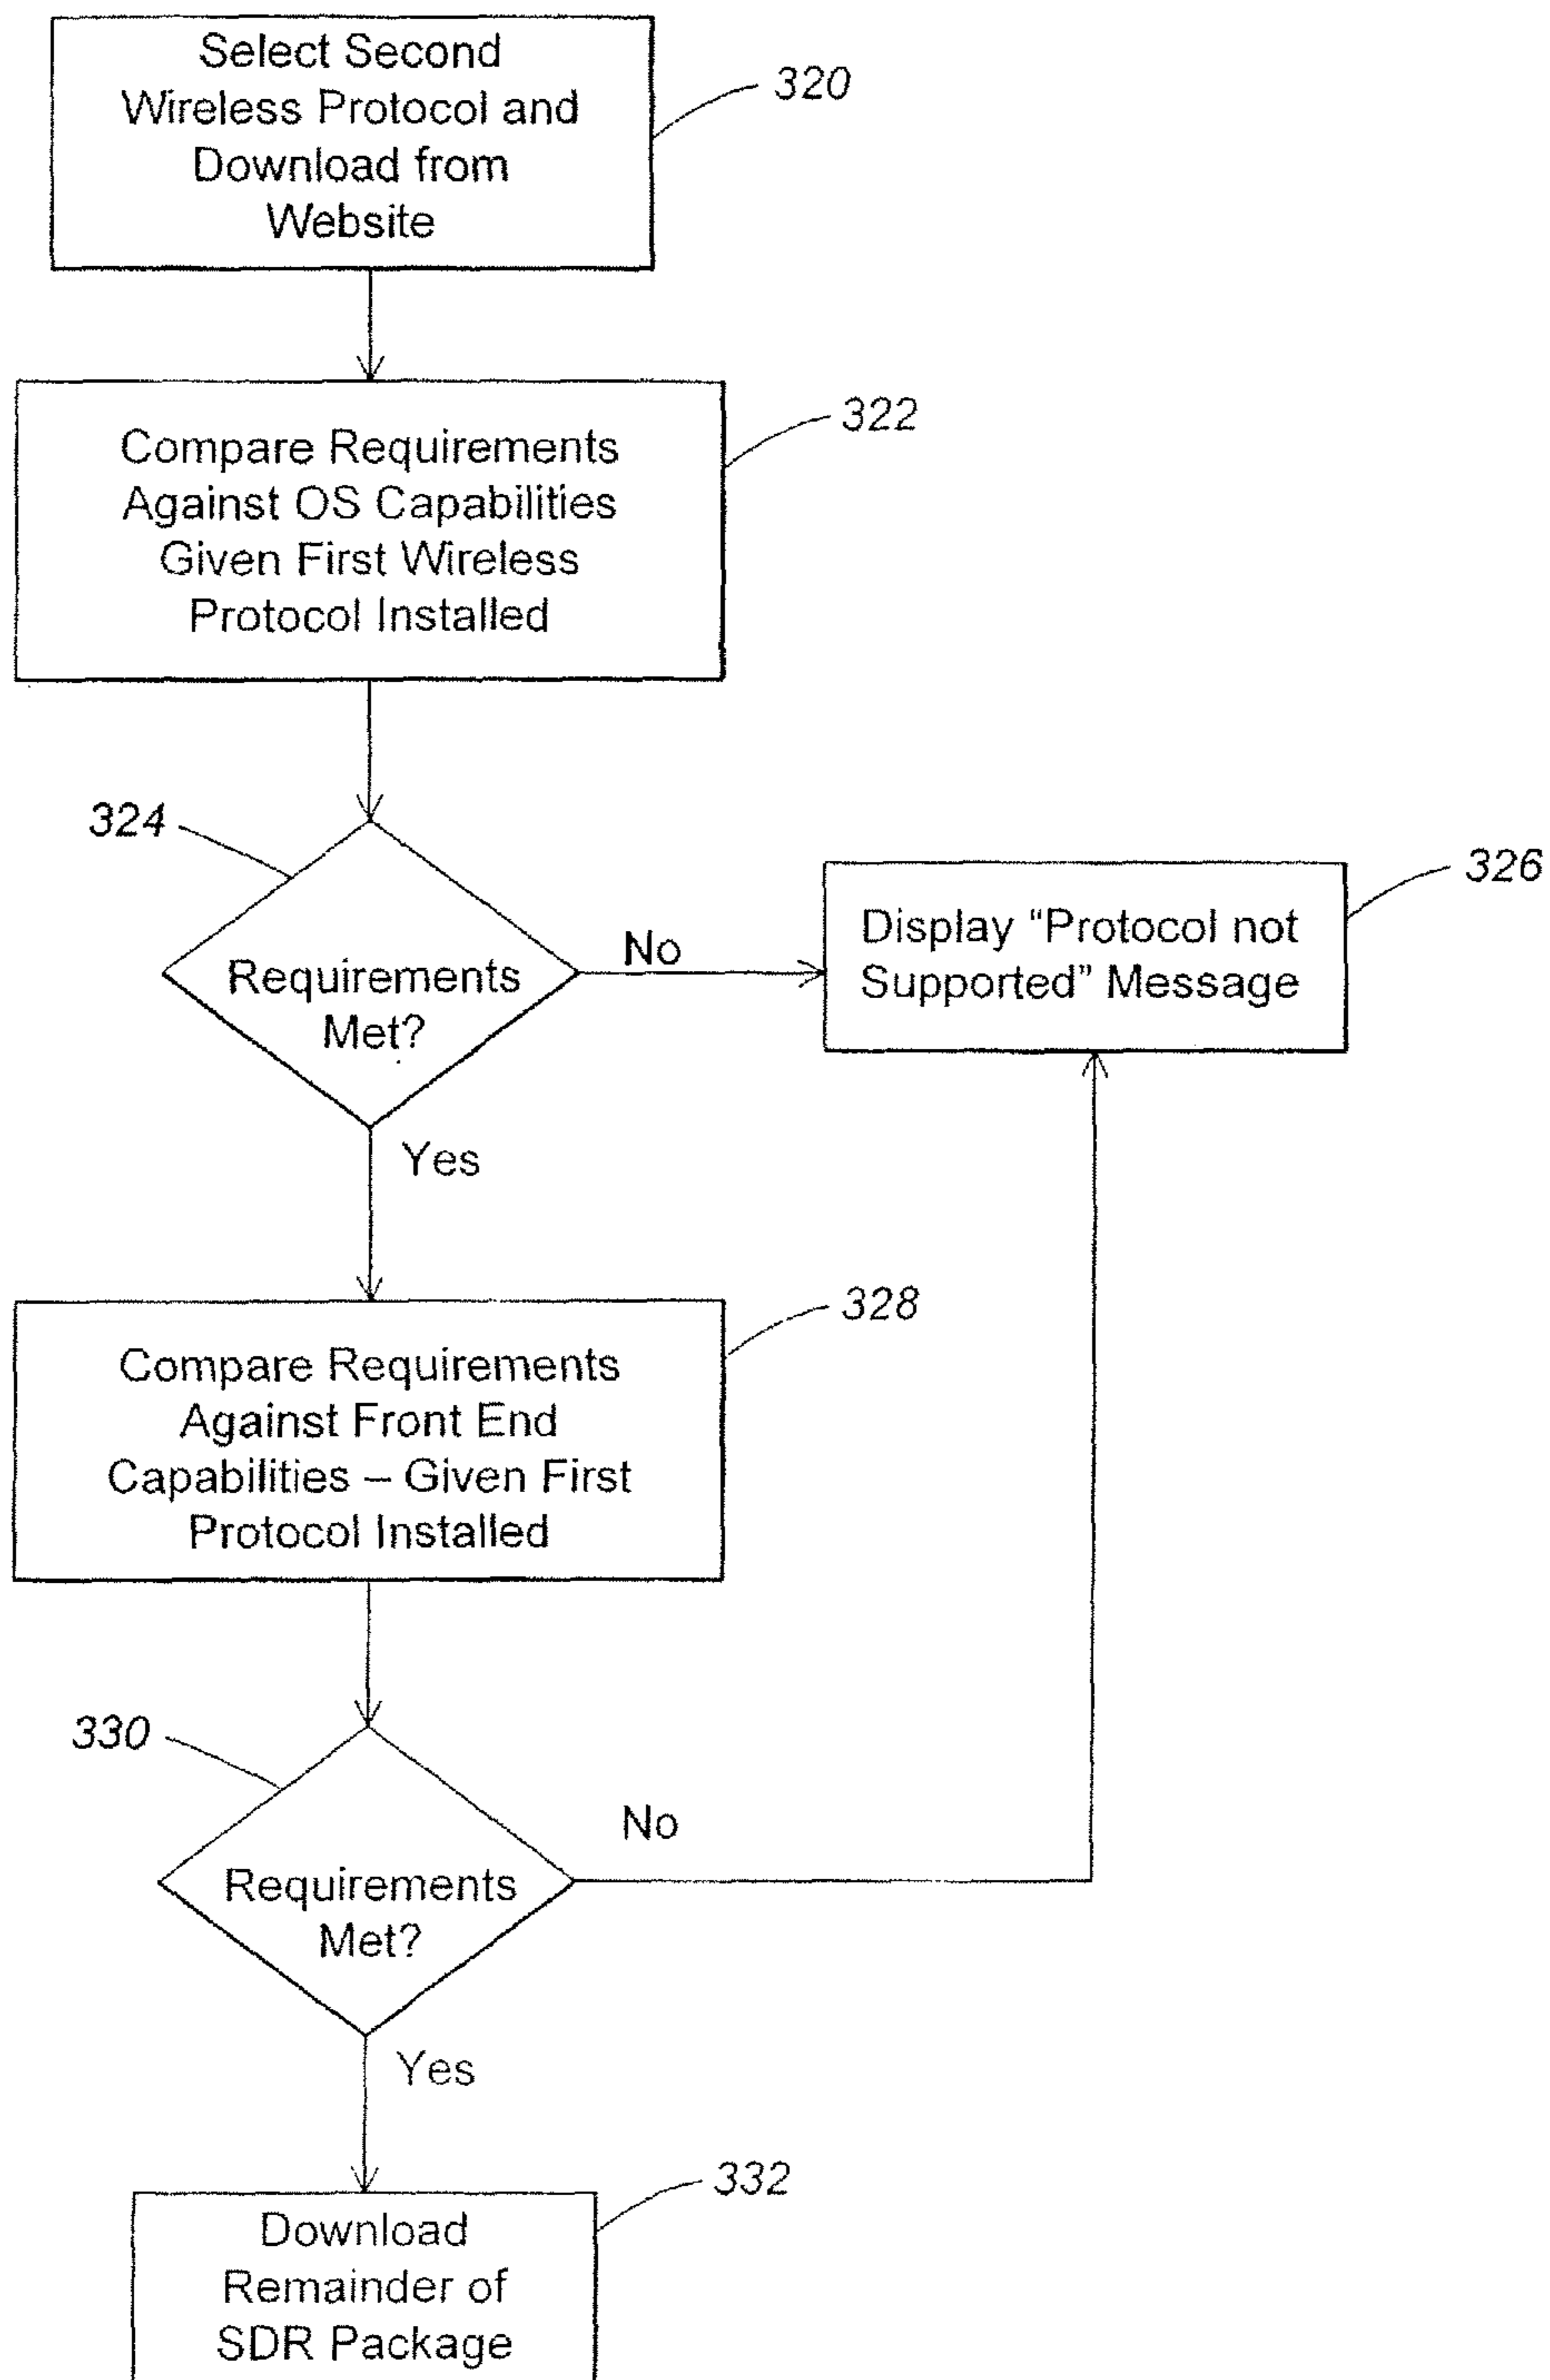 Select Second
Wireless Protocol and
Download from
Website
320
Compare Requirements
Against OS Capabilities
Given First Wireless
Protocol Installed
322
324
Requirements
Met?
No
Display “Protocol not
Supported” Message
326
Yes
Compare Requirements
Against Front End
Capabilities – Given First
Protocol Installed
328
330
Requirements
Met?
No
Yes
Download
Remainder of
SDR Package
332